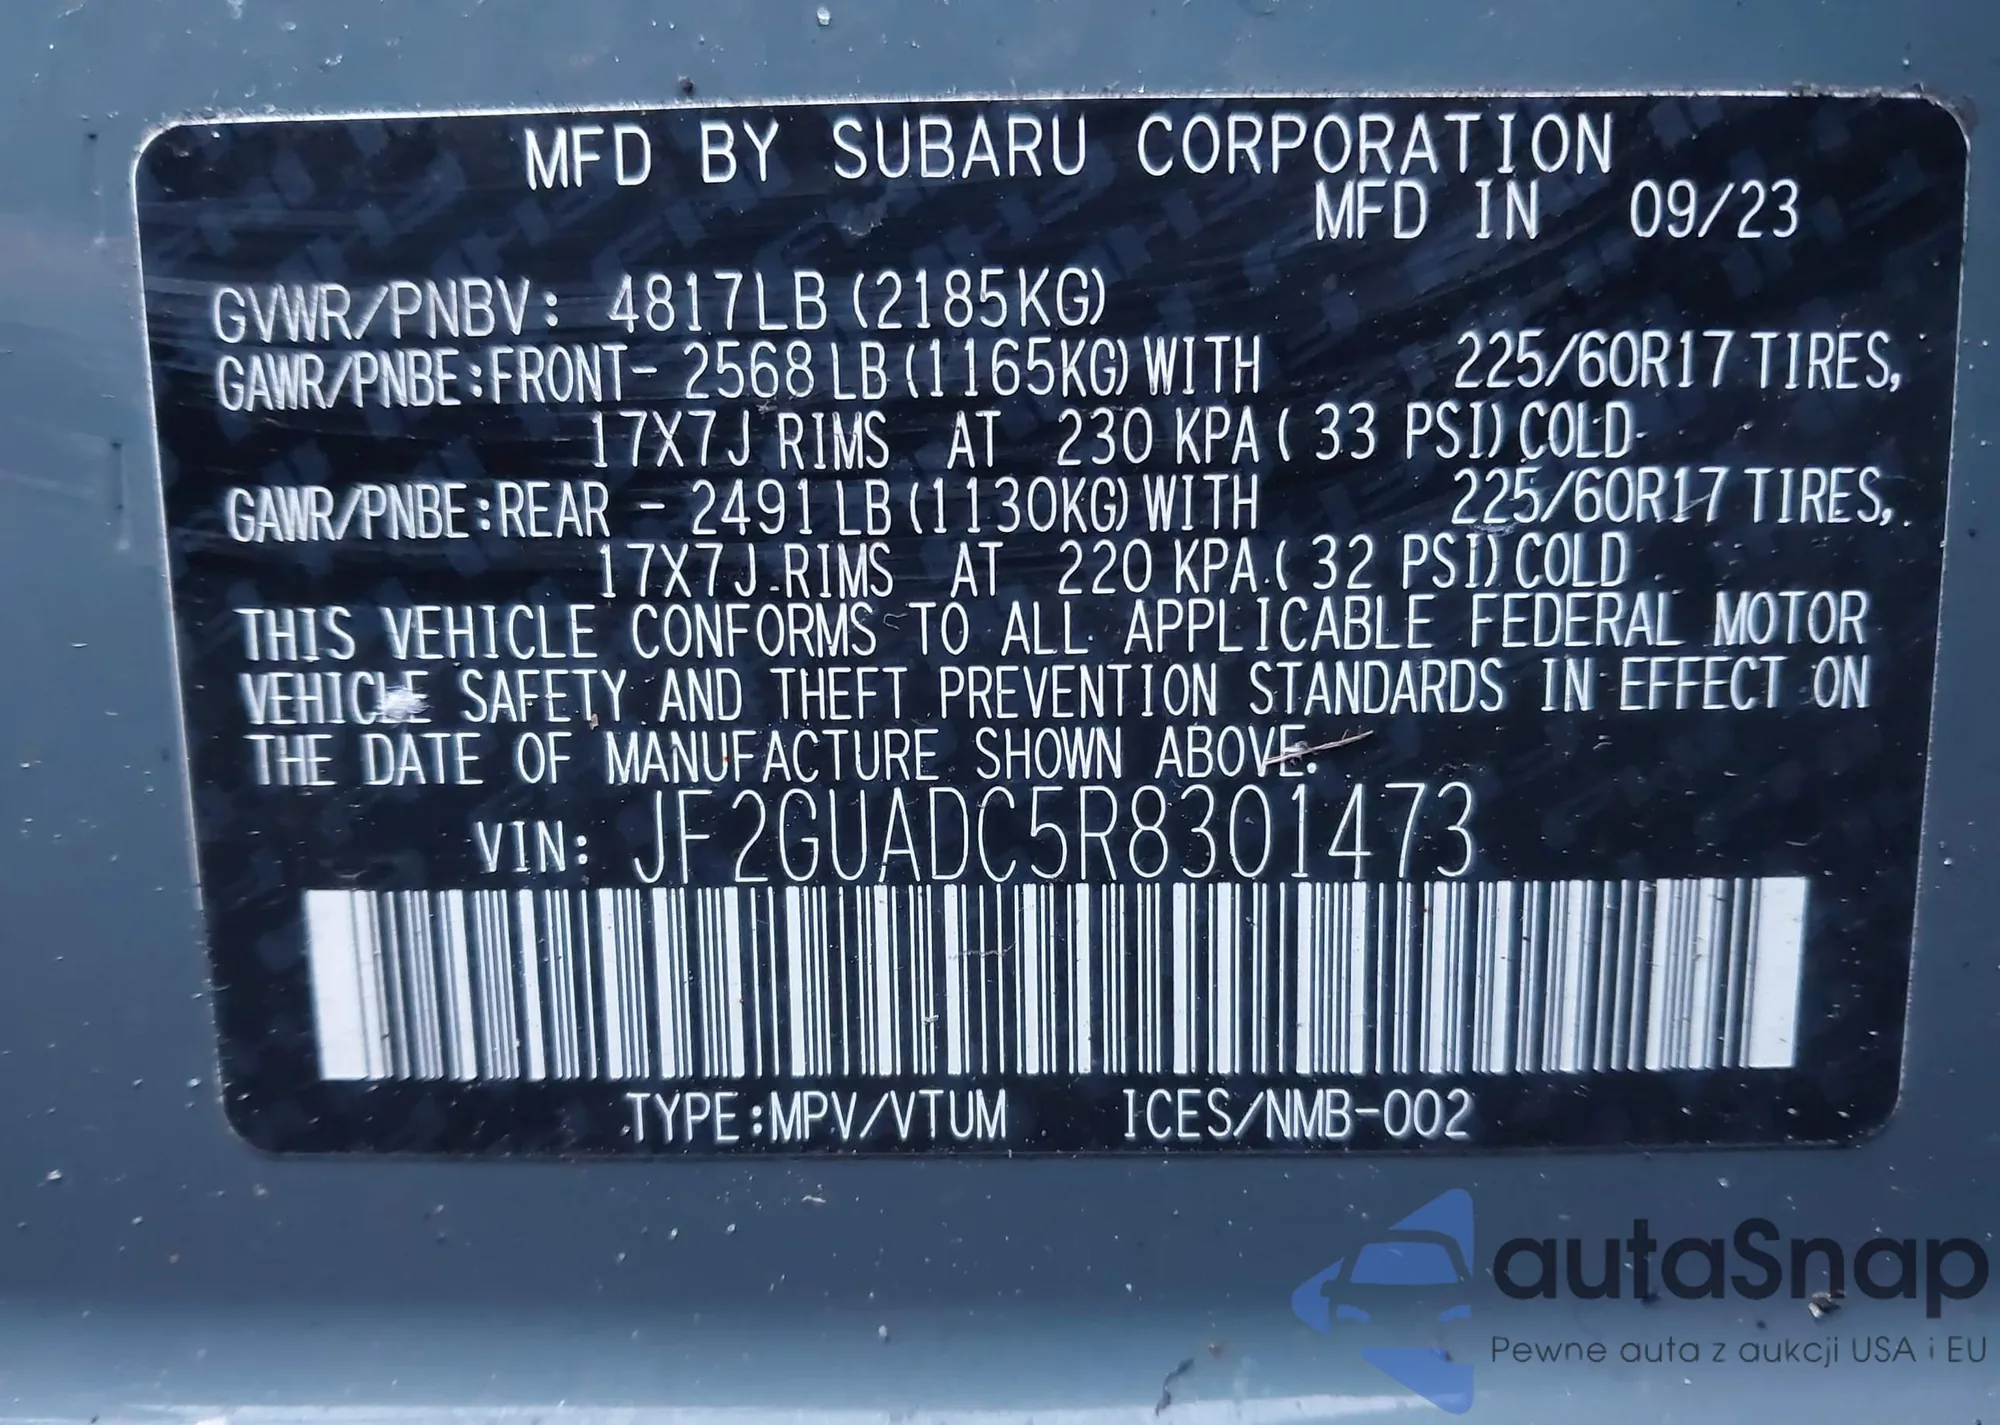 MFD BY SUBARU CORPORATION
MFD IN 09/23
GVWR/PNBV: 4817LB (2185KG)
GAWR/PNBE:FRONT- 2568LB (1165KG) WITH 225/60R17 TIRES,
17X7J RIMS AT 230 KPA ( 33 PSI) COLD
GAWR/PNBE:REAR - 2491LB (1130KG) WITH 225/60R17 TIRES,
17X7J RIMS AT 220 KPA ( 32 PSI) COLD
THIS VEHICLE CONFORMS TO ALL APPLICABLE FEDERAL MOTOR
VEHICLE SAFETY AND THEFT PREVENTION STANDARDS IN EFFECT ON
THE DATE OF MANUFACTURE SHOWN ABOVE.
VIN: JF2GUADC5R8301473
TYPE:MPV/VTUM ICES/NMB-002
autaSnap
Pewne auta z aukcji USA i EU